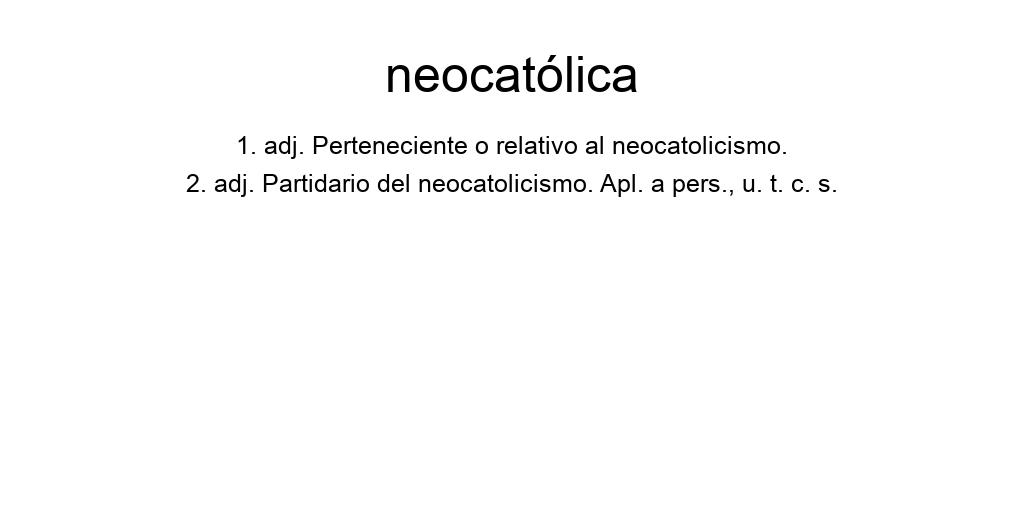 neocatólica
1. adj. Perteneciente o relativo al neocatolicismo.
2. adj. Partidario del neocatolicismo. Apl. a pers., u. t. c. s.